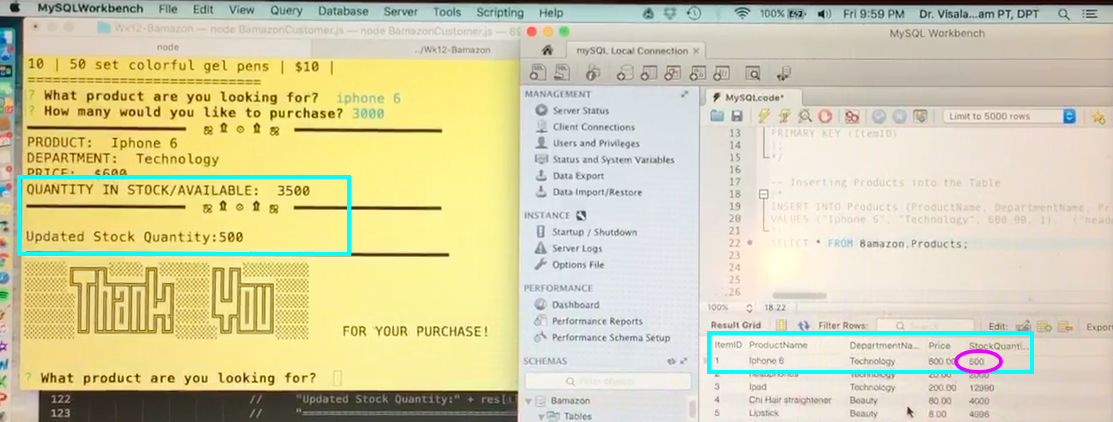 MySQLWorkbench File Edit View Query Database Server Tools Scripting Help 100% Fri 9:59 PM Dr. Visala...am PT, DPT
Wk12-Bamazon — node BamazonCustomer.js — node BamazonCustomer.js — 69
node ../Wk12-Bamazon
10 | 50 set colorful gel pens | $10 |
=============================
? What product are you looking for? iphone 6
? How many would you like to purchase? 3000
PRODUCT: Iphone 6
DEPARTMENT: Technology
PRICE: $600
QUANTITY IN STOCK/AVAILABLE: 3500
Updated Stock Quantity:500
Thank You
FOR YOUR PURCHASE!
? What product are you looking for?
122 // "Updated Stock Quantity:" + res[i
123 // "=============================
MySQL Workbench
mySQL Local Connection
MANAGEMENT
Server Status
Client Connections
Users and Privileges
Status and System Variables
Data Export
Data Import/Restore
INSTANCE
Startup / Shutdown
Server Logs
Options File
PERFORMANCE
Dashboard
Performance Reports
Performance Schema Setup
SCHEMAS
Filter objects
Bamazon
Tables
MySQLcode*
Limit to 5000 rows
13 PRIMARY KEY (ItemID)
14 );
15 */
16
17
18 -- Inserting Products into the Table
19 INSERT INTO Products (ProductName, DepartmentName, Pr
20 VALUES ("Iphone 6", "Technology", 600.00, 1), ("head
21
22 SELECT * FROM Bamazon.Products;
23
24
25
26
100% 18:22
Result Grid Filter Rows: Search Edit: Export
ItemID ProductName DepartmentNa... Price StockQuanti...
1 Iphone 6 Technology 600.00 500
2 headphones Technology 20.00 2000
3 Ipad Technology 200.00 12990
4 Chi Hair straightener Beauty 60.00 4000
5 Lipstick Beauty 8.00 4996